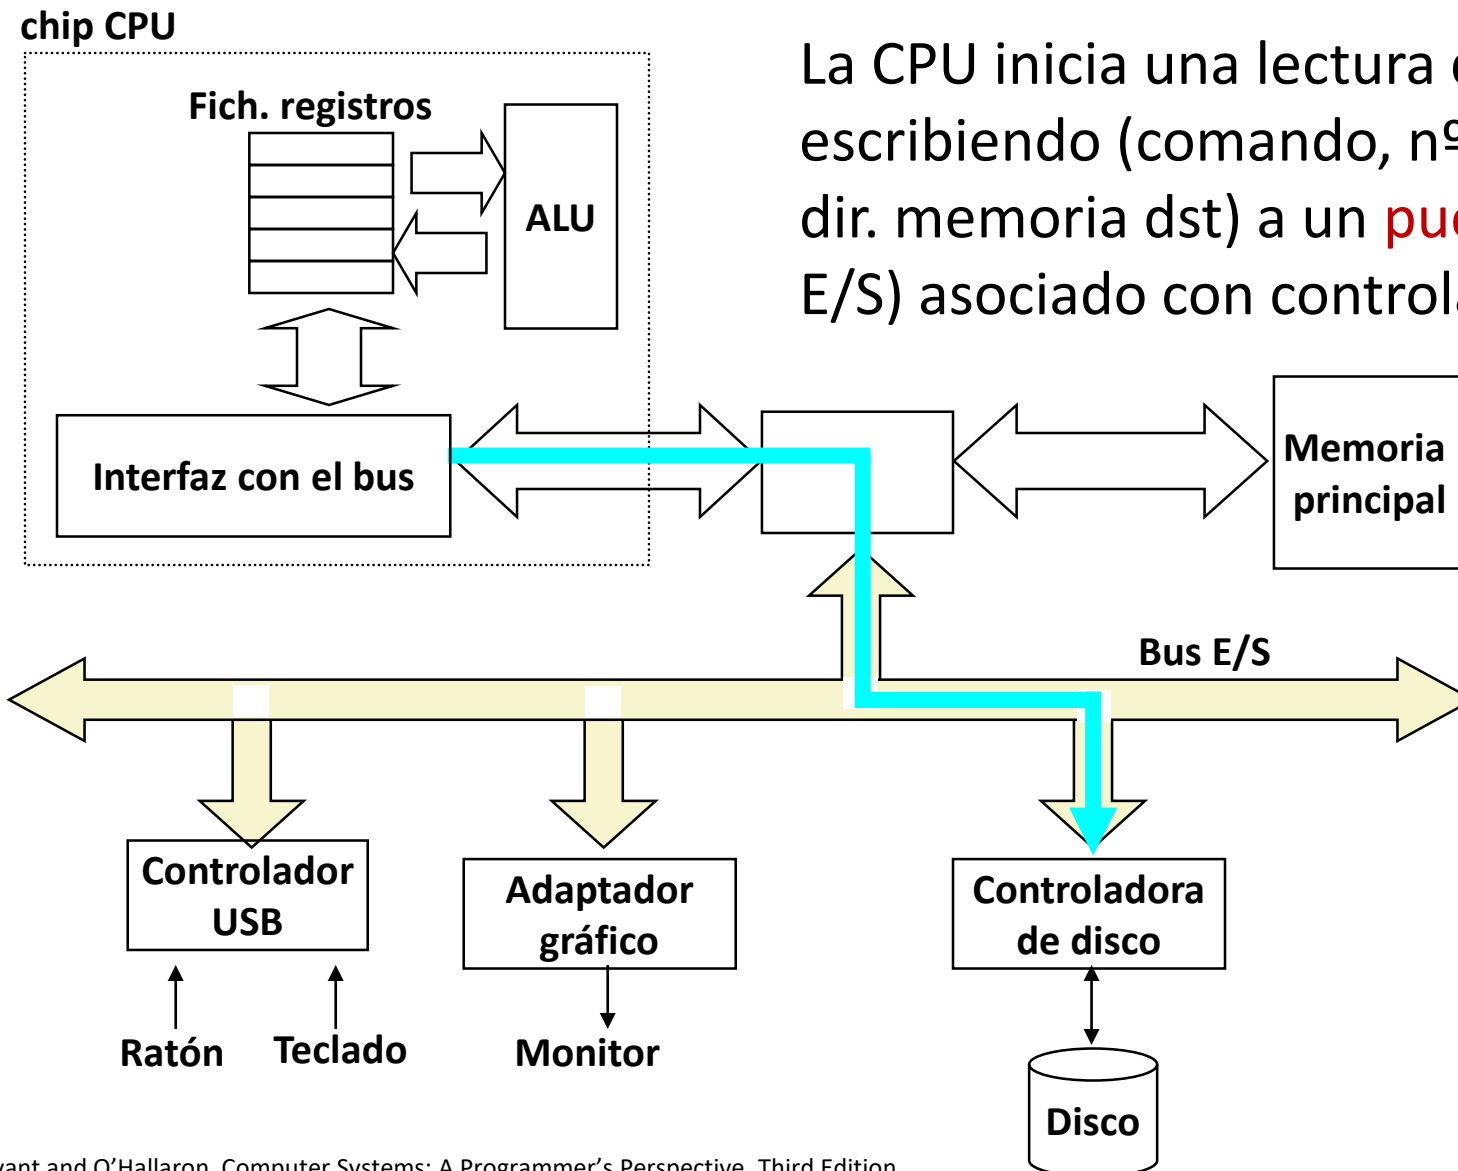 chip CPU
La CPU inicia una lectura
escribiendo (comando, nº
dir. memoria dst) a un
E/S) asociado con
Fich. registros
ALU
Interfaz con el bus
Memoria
principal
Bus E/S
Controlador
USB
Adaptador
gráfico
Controladora
de disco
Ratón
Teclado
Monitor
Disco
and O'Hallaron, Computer Systems: A Programmer's Perspective, Third Edition